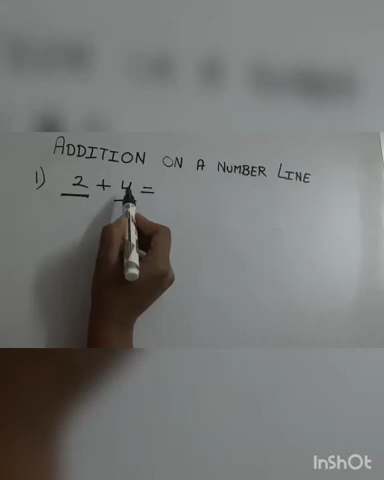 ADDITION ON A NUMBER LINE
1) 2 + 4 =
InShOt